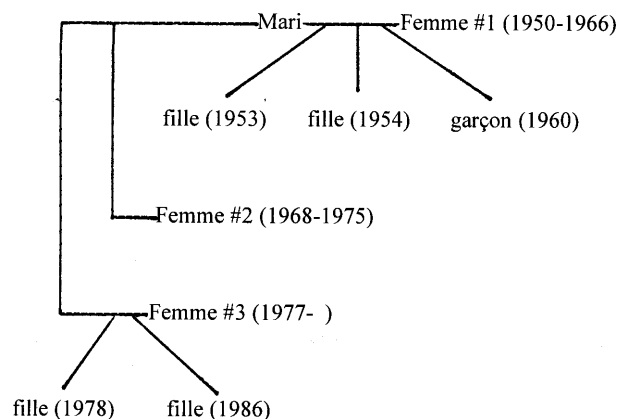 Mari Femme #1 (1950-1966)
fille (1953) fille (1954) garçon (1960)
Femme #2 (1968-1975)
Femme #3 (1977- )
fille (1978) fille (1986)